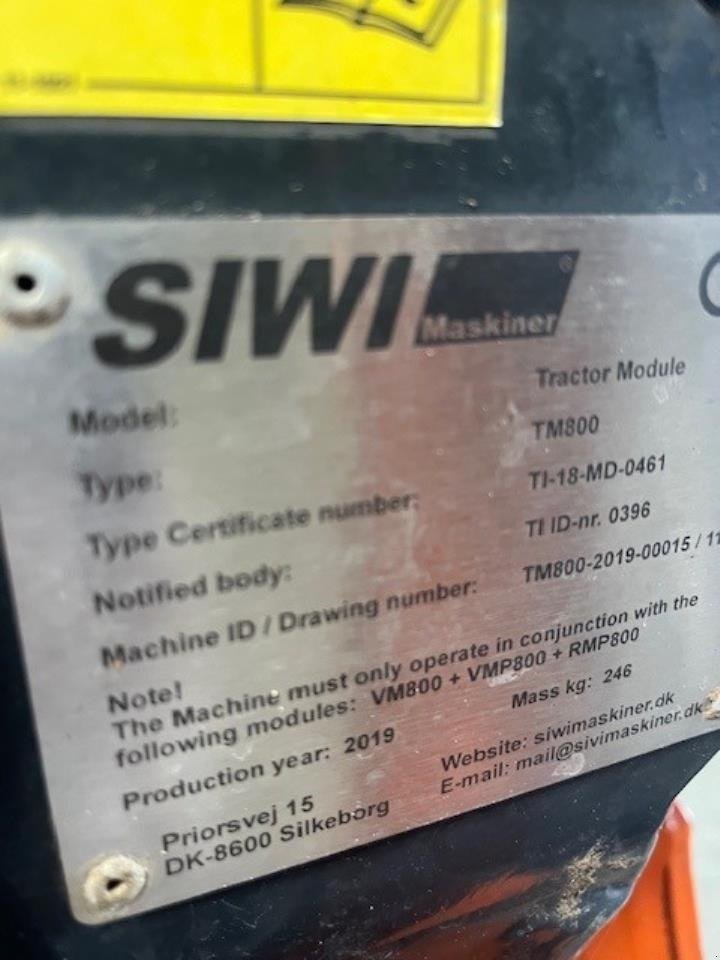 SIWI Maskiner ®
Model: Tractor Module
Type: TM800
Type Certificate number: TI-18-MD-0461
Notified body: TI ID-nr. 0396
Machine ID / Drawing number: TM800-2019-00015 / 11
Note!
The Machine must only operate in conjunction with the
following modules: VM800 + VMP800 + RMP800
Production year: 2019 Mass kg: 246
Priorsvej 15 Website: siwimaskiner.dk
DK-8600 Silkeborg E-mail: mail@sivimaskiner.dk